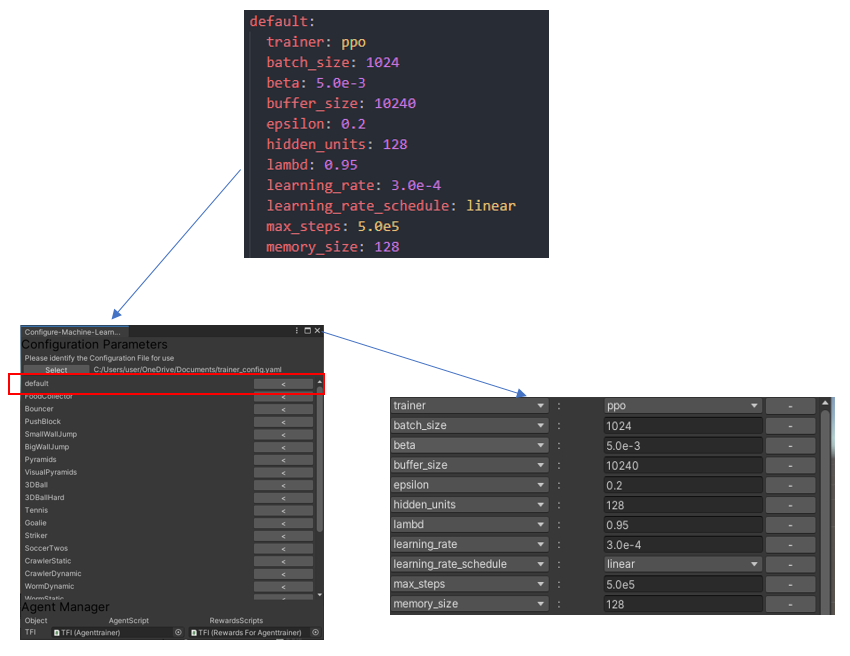 default:
trainer: ppo
batch_size: 1024
beta: 5.0e-3
buffer_size: 10240
epsilon: 0.2
hidden_units: 128
lambd: 0.95
learning_rate: 3.0e-4
learning_rate_schedule: linear
max_steps: 5.0e5
memory_size: 128
Configure-Machine-Learn...
Configuration Parameters
Please identify the Configuration File for use
Select C:/Users/user/OneDrive/Documents/trainer_config.yaml
default <
FoodCollector <
Bouncer <
PushBlock <
SmallWallJump <
BigWallJump <
Pyramids <
VisualPyramids <
3DBall <
3DBallHard <
Tennis <
Goalie <
Striker <
SoccerTwos <
CrawlerStatic <
CrawlerDynamic <
WormDynamic <
WormStatic <
Agent Manager
Object AgentScript RewardsScripts
TFI TFI (Agenttrainer) TFI (Rewards For Agenttrainer)
trainer : ppo -
batch_size : 1024 -
beta : 5.0e-3 -
buffer_size : 10240 -
epsilon : 0.2 -
hidden_units : 128 -
lambd : 0.95 -
learning_rate : 3.0e-4 -
learning_rate_schedule : linear -
max_steps : 5.0e5 -
memory_size : 128 -